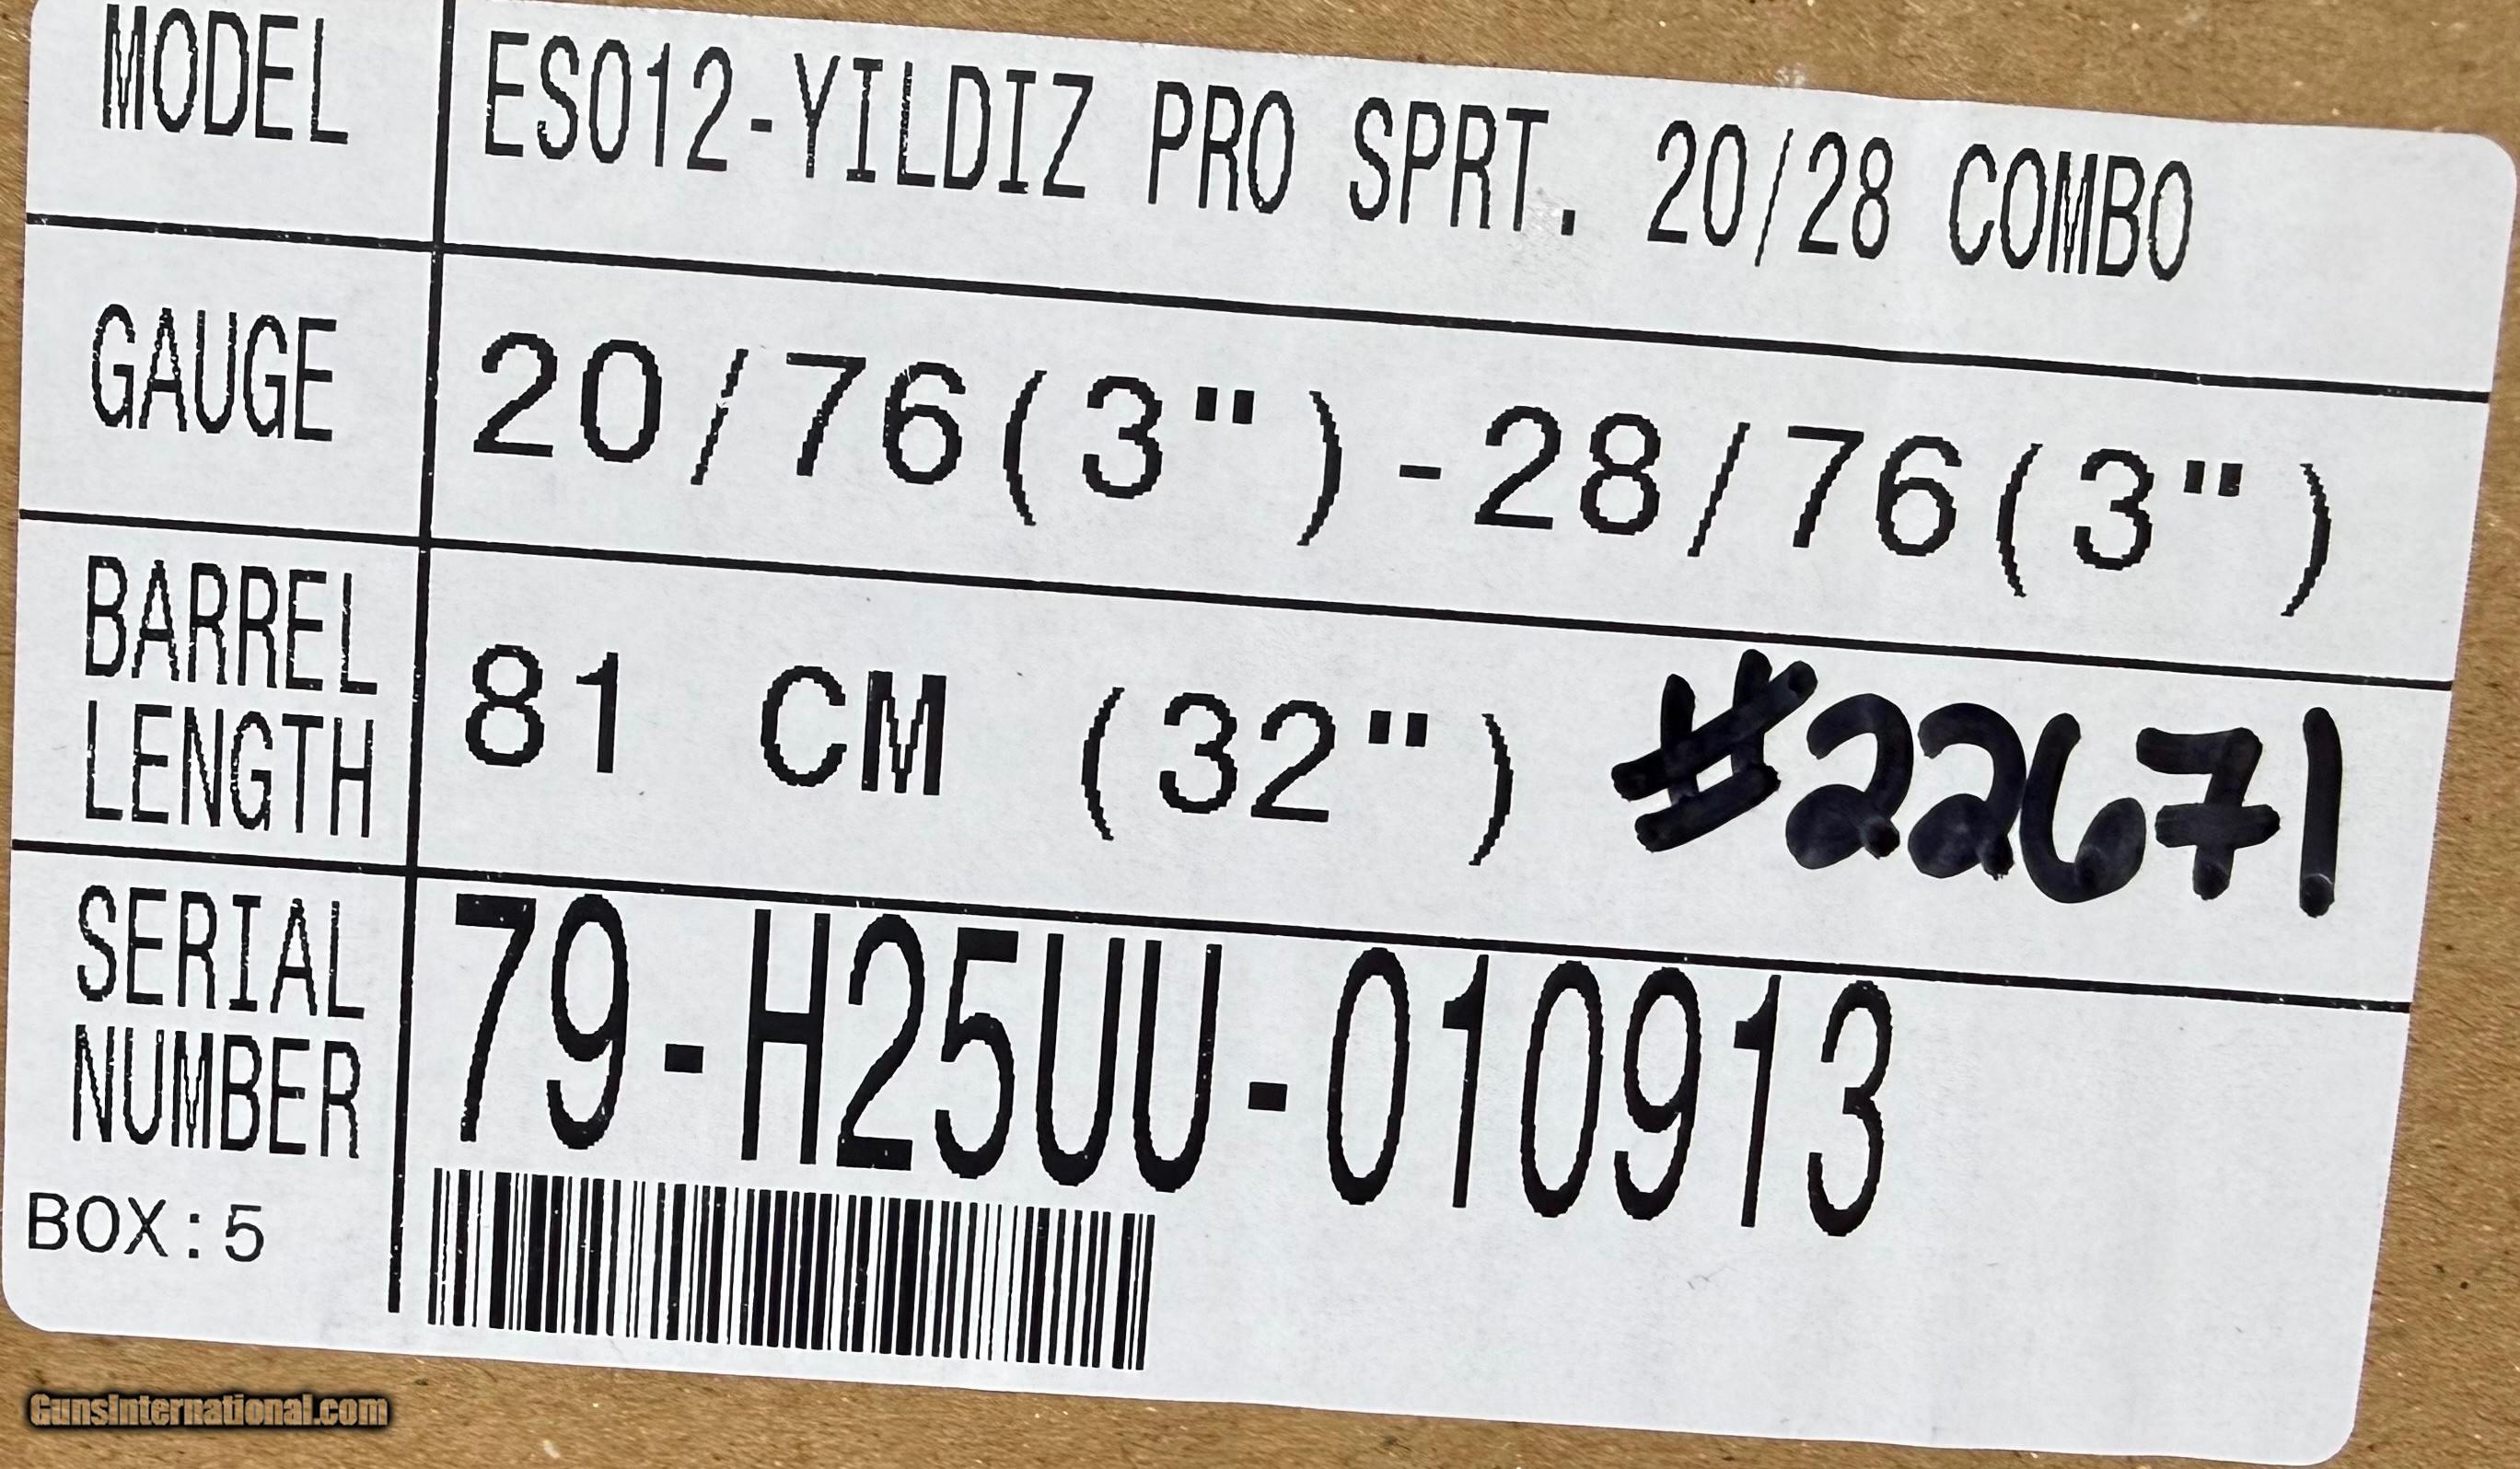 MODEL ES012-YILDIZ PRO SPRT. 20/28 COMBO
GAUGE 20/76(3")-28/76(3")
BARREL LENGTH 81 CM (32") #22671
SERIAL NUMBER 79-H25UU-010913
BOX:5
GunsInternational.com